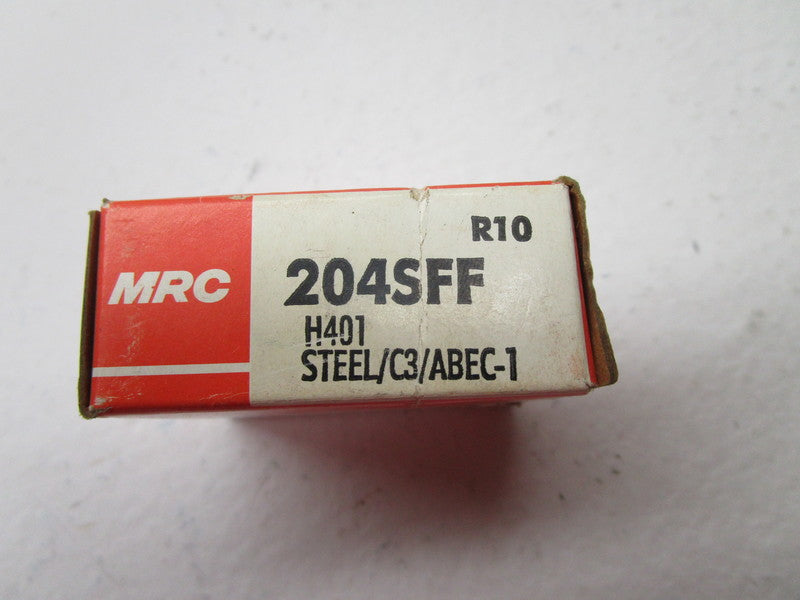 MRC
R10
204SFF
H401
STEEL/C3/ABEC-1